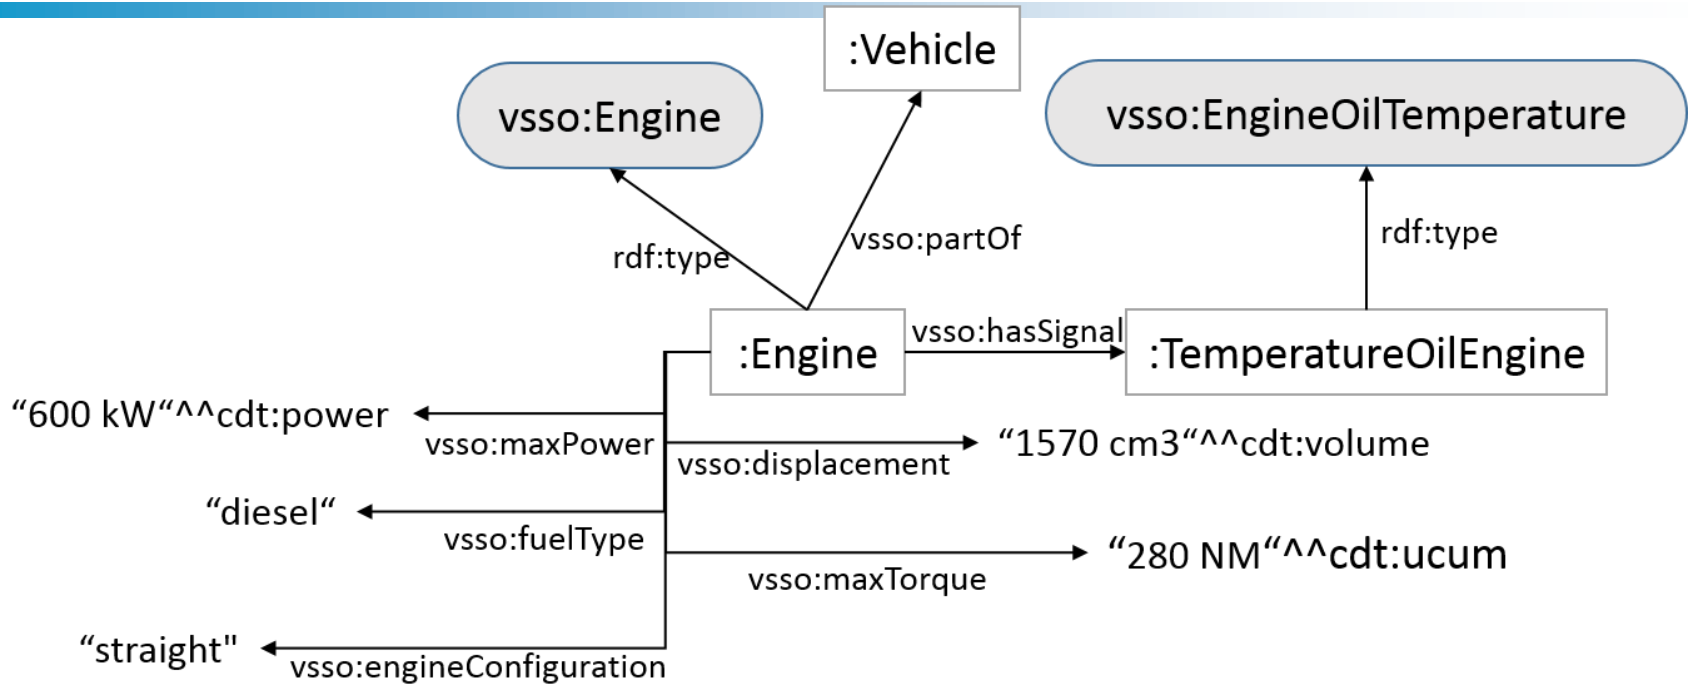 :Vehicle
vsso:Engine
vsso:EngineOilTemperature
rdf:type
vsso:partOf
rdf:type
:Engine
vsso:hasSignal
:TemperatureOilEngine
“600 kW“^^cdt:power
vsso:maxPower
vsso:displacement
“1570 cm3“^^cdt:volume
“diesel“
vsso:fuelType
“280 NM“^^cdt:ucum
vsso:maxTorque
“straight"
vsso:engineConfiguration